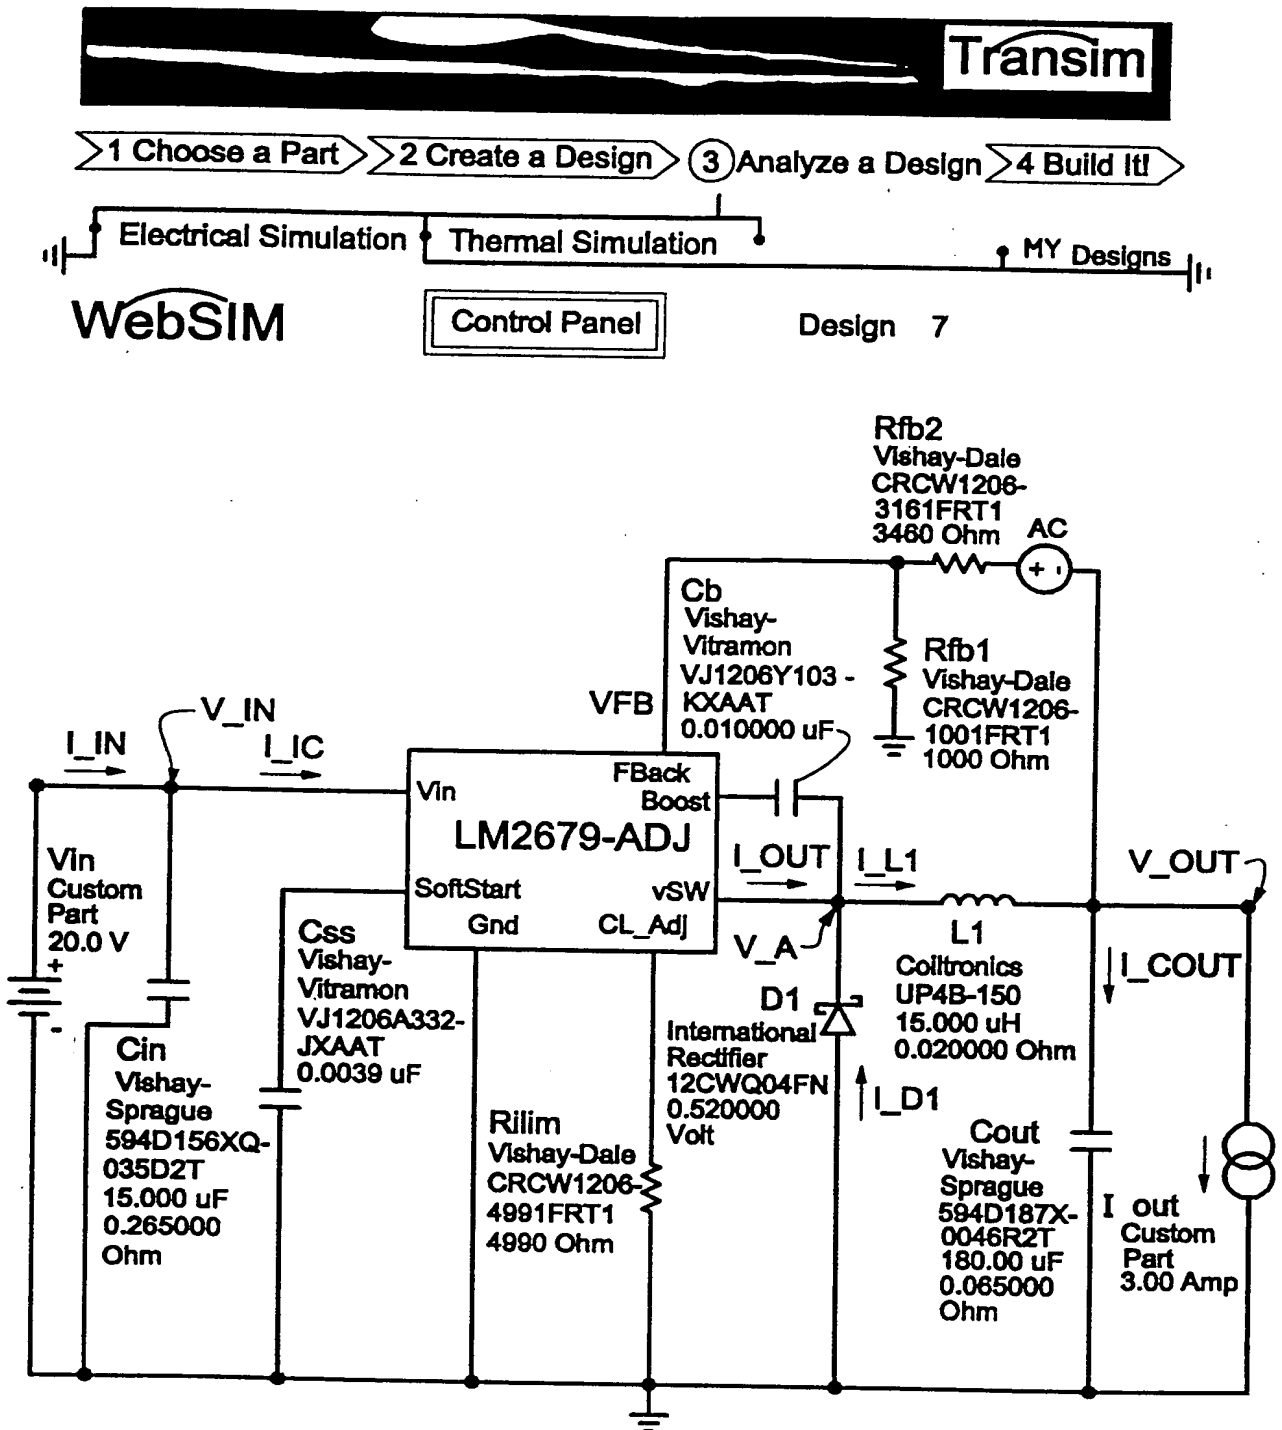 Transim
1 Choose a Part
2 Create a Design
3 Analyze a Design
4 Build It!
Electrical Simulation
Thermal Simulation
MY Designs
WebSIM
Control Panel
Design 7
Rfb2
Vishay-Dale
CRCW1206-
3161FRT1
3460 Ohm
AC
+ -
Cb
Vishay-
Vitramon
VJ1206Y103 -
KXAAT
0.010000 uF
VFB
Rfb1
Vishay-Dale
CRCW1206-
1001FRT1
1000 Ohm
V_IN
I_IN
I_IC
Vin
FBack
Boost
LM2679-ADJ
SoftStart
vSW
Gnd
CL_Adj
I_OUT
I_L1
V_OUT
Vin
Custom
Part
20.0 V
+
-
Css
Vishay-
Vitramon
VJ1206A332-
JXAAT
0.0039 uF
V_A
L1
Coiltronics
UP4B-150
15.000 uH
0.020000 Ohm
I_COUT
D1
International
Rectifier
12CWQ04FN
0.520000
Volt
I_D1
Cin
Vishay-
Sprague
594D156XQ-
035D2T
15.000 uF
0.265000
Ohm
Rilim
Vishay-Dale
CRCW1206-
4991FRT1
4990 Ohm
Cout
Vishay-
Sprague
594D187X-
0046R2T
180.00 uF
0.065000
Ohm
I out
Custom
Part
3.00 Amp